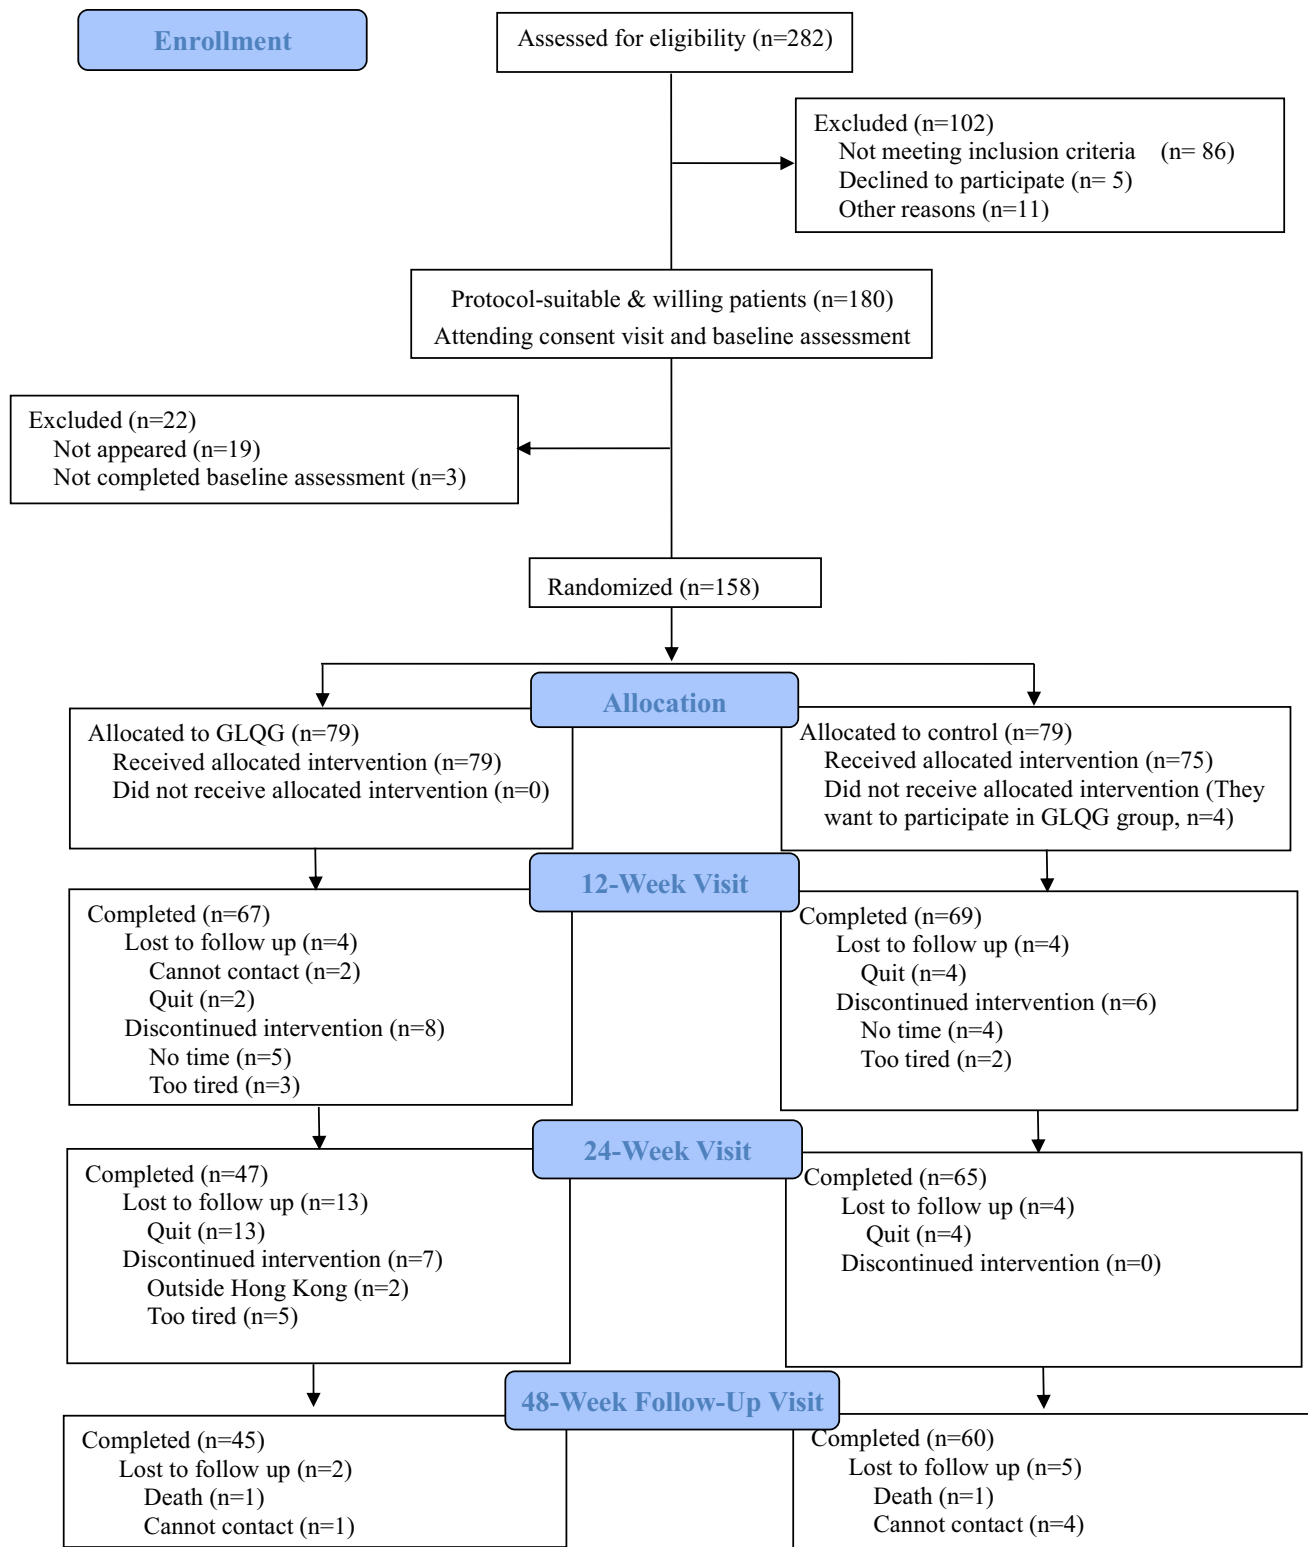 Enrollment
Assessed for eligibility (n=282)
Excluded (n=102)
Not meeting inclusion criteria (n= 86)
Declined to participate (n= 5)
Other reasons (n=11)
Protocol-suitable & willing patients (n=180)
Attending consent visit and baseline assessment
Excluded (n=22)
Not appeared (n=19)
Not completed baseline assessment (n=3)
Randomized (n=158)
Allocation
Allocated to GLQG (n=79)
Received allocated intervention (n=79)
Did not receive allocated intervention (n=0)
Allocated to control (n=79)
Received allocated intervention (n=75)
Did not receive allocated intervention (They
want to participate in GLQG group, n=4)
12-Week Visit
Completed (n=67)
Lost to follow up (n=4)
Cannot contact (n=2)
Quit (n=2)
Discontinued intervention (n=8)
No time (n=5)
Too tired (n=3)
Completed (n=69)
Lost to follow up (n=4)
Quit (n=4)
Discontinued intervention (n=6)
No time (n=4)
Too tired (n=2)
24-Week Visit
Completed (n=47)
Lost to follow up (n=13)
Quit (n=13)
Discontinued intervention (n=7)
Outside Hong Kong (n=2)
Too tired (n=5)
Completed (n=65)
Lost to follow up (n=4)
Quit (n=4)
Discontinued intervention (n=0)
48-Week Follow-Up Visit
Completed (n=45)
Lost to follow up (n=2)
Death (n=1)
Cannot contact (n=1)
Completed (n=60)
Lost to follow up (n=5)
Death (n=1)
Cannot contact (n=4)